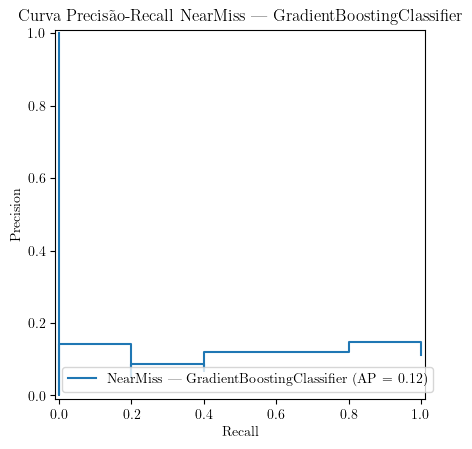 Curva Precisão-Recall NearMiss — GradientBoostingClassifier
1.0
0.8
0.6
0.4
0.2
0.0
Precision
NearMiss — GradientBoostingClassifier (AP = 0.12)
0.0 0.2 0.4 0.6 0.8 1.0
Recall